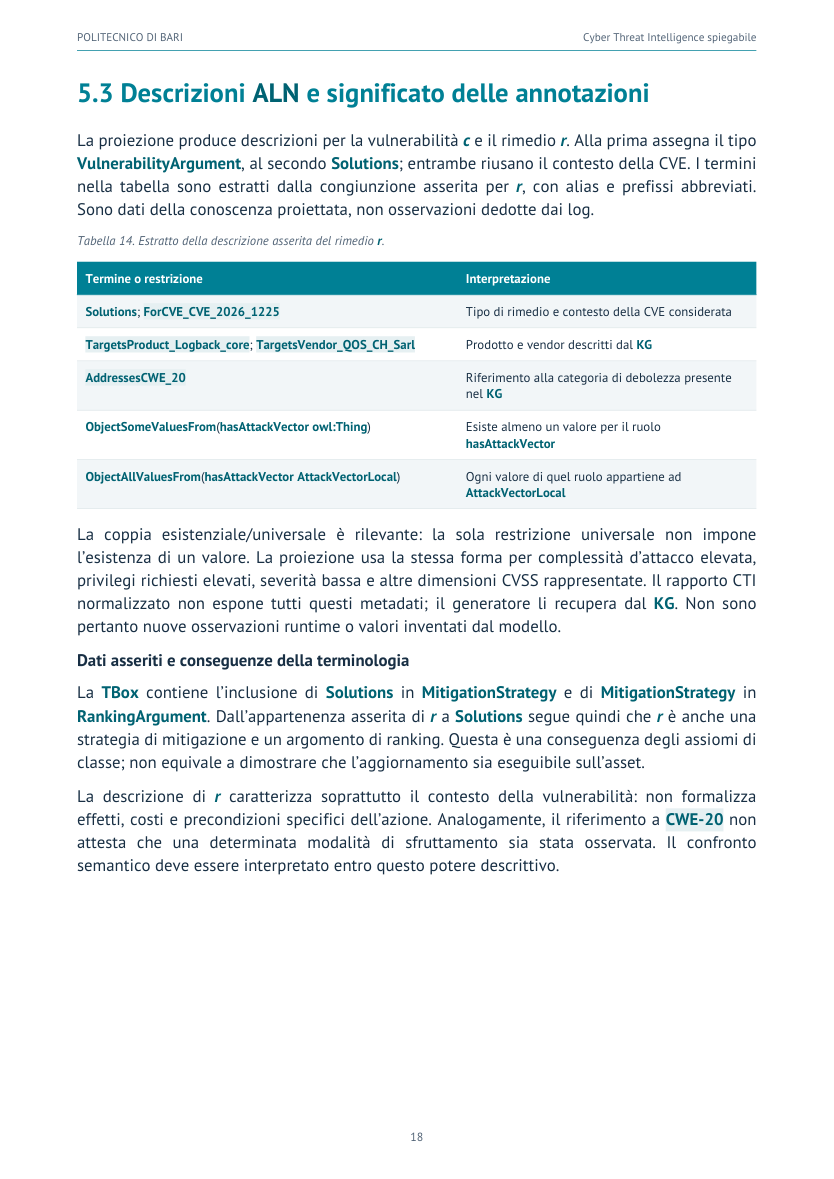 POLITECNICO DI BARI
Cyber Threat Intelligence spiegabile
5.3 Descrizioni ALN e significato delle annotazioni
La proiezione produce descrizioni per la vulnerabilità c e il rimedio r. Alla prima assegna il tipo
VulnerabilityArgument, al secondo Solutions; entrambe riusano il contesto della CVE. I termini
nella tabella sono estratti dalla congiunzione asserita per r, con alias e prefissi abbreviati.
Sono dati della conoscenza proiettata, non osservazioni dedotte dai log.
Tabella 14. Estratto della descrizione asserita del rimedio r.
Termine o restrizione
Interpretazione
Solutions; ForCVE_CVE_2026_1225
Tipo di rimedio e contesto della CVE considerata
TargetsProduct_Logback_core; TargetsVendor_QOS_CH_Sarl
Prodotto e vendor descritti dal KG
AddressesCWE_20
Riferimento alla categoria di debolezza presente
nel KG
ObjectSomeValuesFrom(hasAttackVector owl:Thing)
Esiste almeno un valore per il ruolo
hasAttackVector
ObjectAllValuesFrom(hasAttackVector AttackVectorLocal)
Ogni valore di quel ruolo appartiene ad
AttackVectorLocal
La coppia esistenziale/universale è rilevante: la sola restrizione universale non impone
l’esistenza di un valore. La proiezione usa la stessa forma per complessità d’attacco elevata,
privilegi richiesti elevati, severità bassa e altre dimensioni CVSS rappresentate. Il rapporto CTI
normalizzato non espone tutti questi metadati; il generatore li recupera dal KG. Non sono
pertanto nuove osservazioni runtime o valori inventati dal modello.
Dati asseriti e conseguenze della terminologia
La TBox contiene l’inclusione di Solutions in MitigationStrategy e di MitigationStrategy in
RankingArgument. Dall’appartenenza asserita di r a Solutions segue quindi che r è anche una
strategia di mitigazione e un argomento di ranking. Questa è una conseguenza degli assiomi di
classe; non equivale a dimostrare che l’aggiornamento sia eseguibile sull’asset.
La descrizione di r caratterizza soprattutto il contesto della vulnerabilità: non formalizza
effetti, costi e precondizioni specifici dell’azione. Analogamente, il riferimento a CWE-20 non
attesta che una determinata modalità di sfruttamento sia stata osservata. Il confronto
semantico deve essere interpretato entro questo potere descrittivo.
18